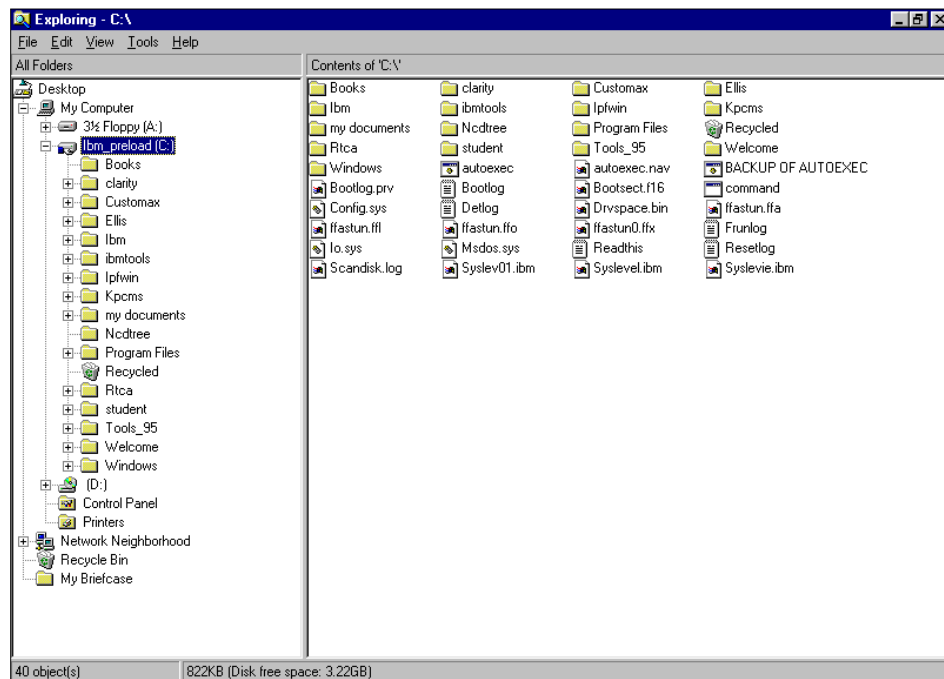 Exploring - C:\
File Edit View Tools Help
All Folders
Contents of 'C:\'
Desktop
My Computer
3½ Floppy (A:)
Ibm_preload (C:)
Books
clarity
Customax
Ellis
Ibm
ibmtools
Ipfwin
Kpcms
my documents
Ncdtree
Program Files
Recycled
Rtca
student
Tools_95
Welcome
Windows
(D:)
Control Panel
Printers
Network Neighborhood
Recycle Bin
My Briefcase
Books clarity Customax Ellis
Ibm ibmtools Ipfwin Kpcms
my documents Ncdtree Program Files Recycled
Rtca student Tools_95 Welcome
Windows autoexec autoexec.nav BACKUP OF AUTOEXEC
Bootlog.prv Bootlog Bootsect.f16 command
Config.sys Detlog Drvspace.bin ffastun.ffa
ffastun.ffl ffastun.ffo ffastun0.ffx Frunlog
Io.sys Msdos.sys Readthis Resetlog
Scandisk.log Syslev01.ibm Syslevel.ibm Syslevie.ibm
40 object(s)
822KB (Disk free space: 3.22GB)